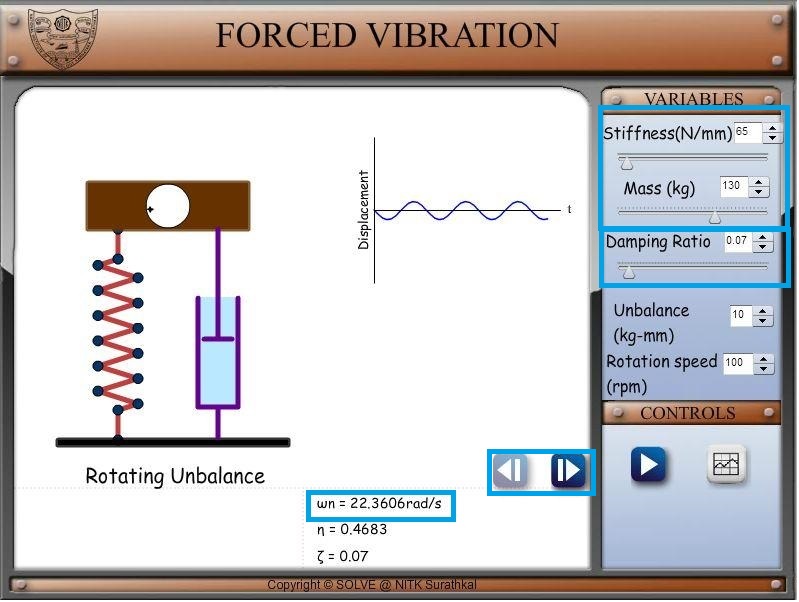 FORCED VIBRATION
VARIABLES
Stiffness(N/mm) 65
Mass (kg) 130
Damping Ratio 0.07
Unbalance 10
(kg-mm)
Rotation speed 100
(rpm)
CONTROLS
Displacement
t
Rotating Unbalance
ωn = 22.3606rad/s
η = 0.4683
ζ = 0.07
Copyright © SOLVE @ NITK Surathkal